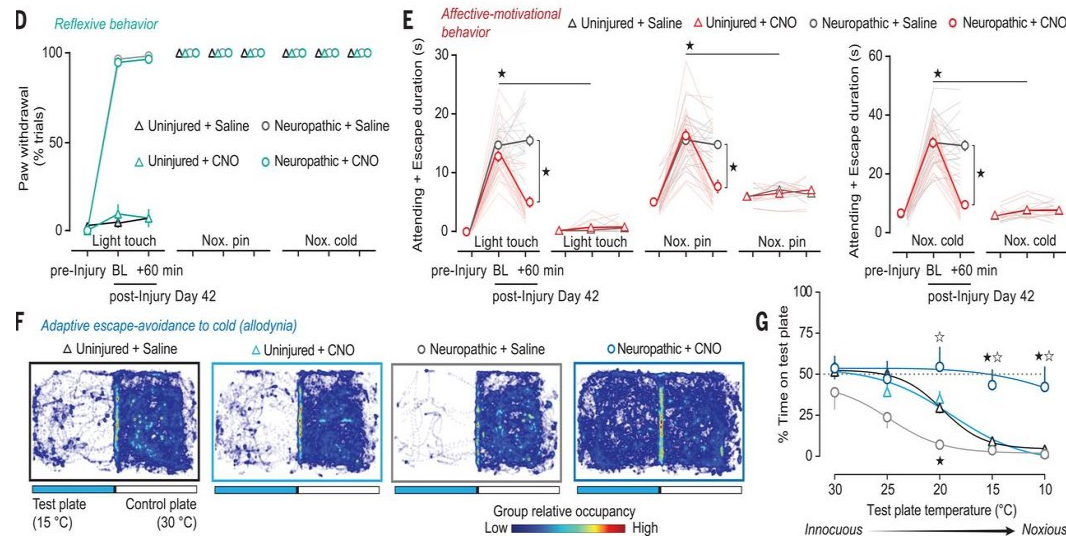 D Reflexive behavior
Paw withdrawal
(% trials)
100
50
0
Uninjured + Saline
Neuropathic + Saline
Uninjured + CNO
Neuropathic + CNO
Light touch
Nox. pin
Nox. cold
pre-Injury BL +60 min
post-Injury Day 42
E Affective-motivational
behavior
Uninjured + Saline
Uninjured + CNO
Neuropathic + Saline
Neuropathic + CNO
Attending + Escape duration (s)
30
20
10
0
Light touch
Light touch
Nox. pin
Nox. pin
pre-Injury BL +60 min
post-Injury Day 42
Attending + Escape duration (s)
60
40
20
0
Nox. cold
Nox. cold
pre-Injury BL +60 min
post-Injury Day 42
F Adaptive escape-avoidance to cold (allodynia)
Uninjured + Saline
Uninjured + CNO
Neuropathic + Saline
Neuropathic + CNO
Test plate
(15 °C)
Control plate
(30 °C)
Group relative occupancy
Low
High
G
% Time on test plate
100
75
50
25
0
30 25 20 15 10
Test plate temperature (°C)
Innocuous
Noxious